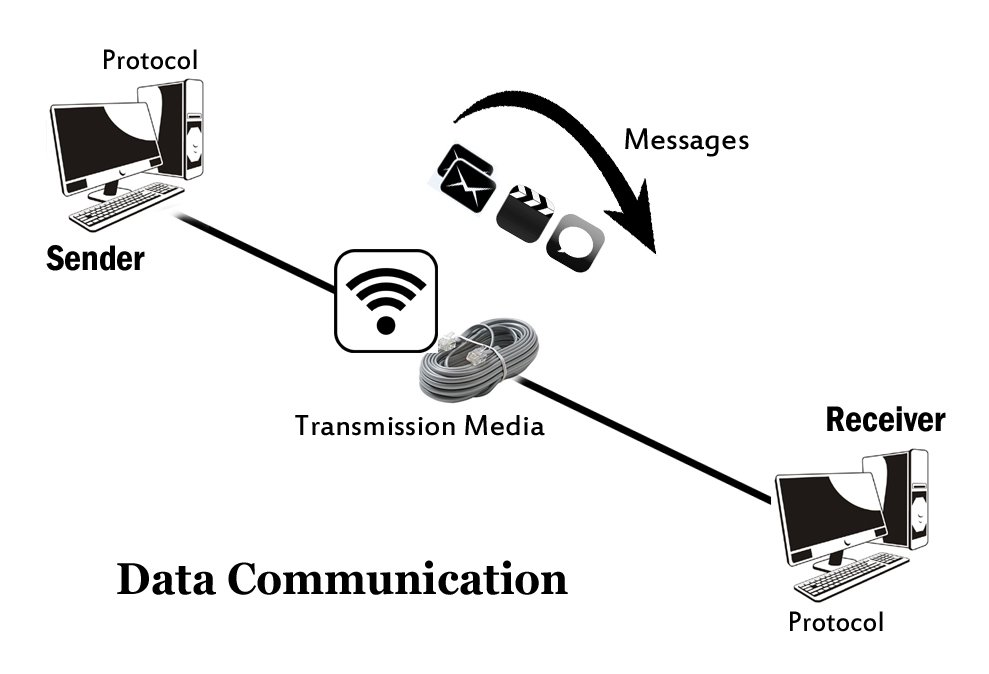 Protocol
Sender
Messages
Transmission Media
Receiver
Protocol
Data Communication